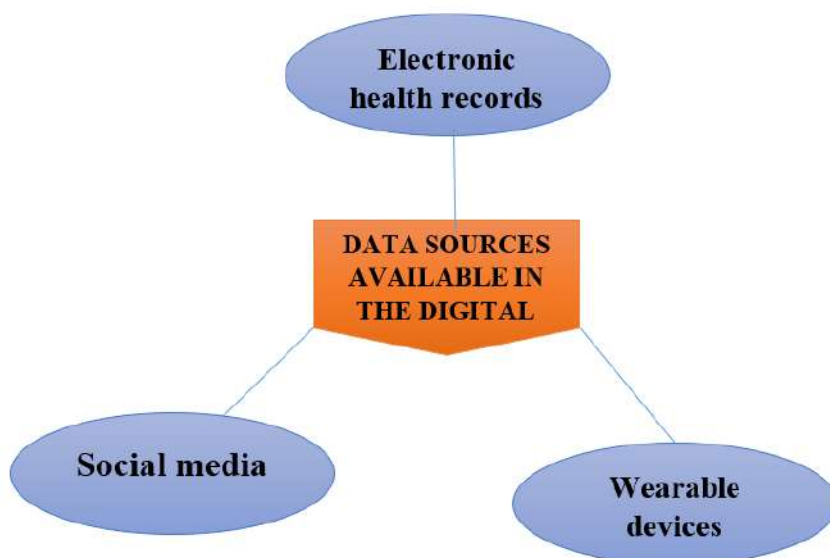 Electronic
health records
DATA SOURCES
AVAILABLE IN
THE DIGITAL
Social media
Wearable
devices